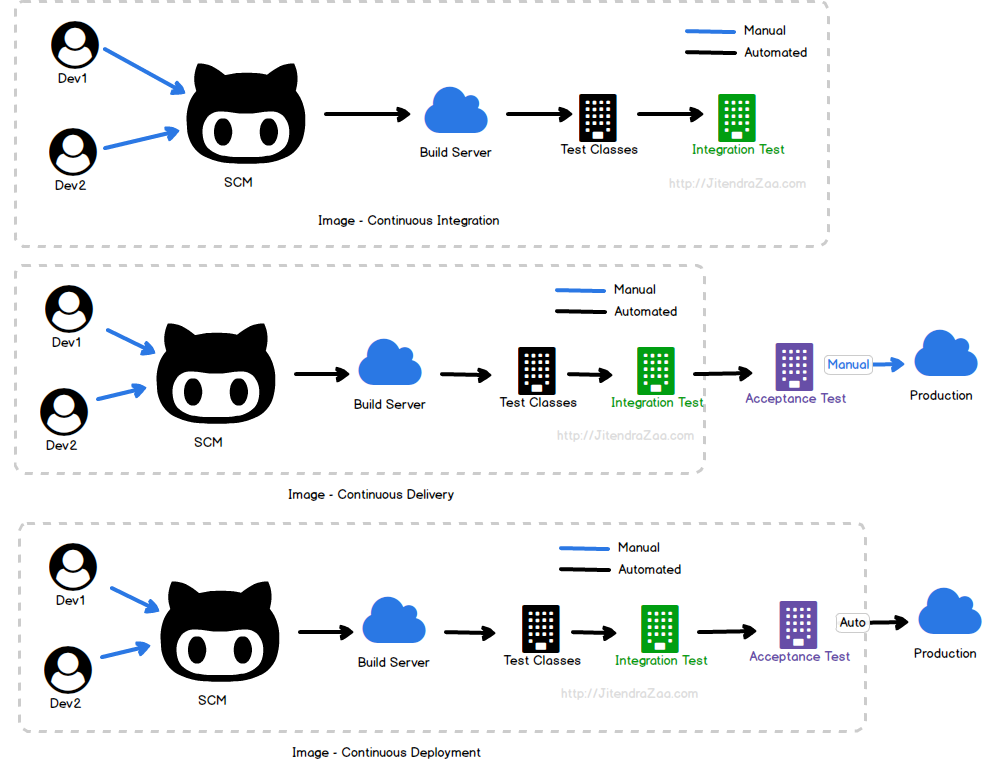 Manual
Automated
Dev1
Dev2
SCM
Build Server
Test Classes
Integration Test
http://JitendraZaa.com
Image - Continuous Integration
Manual
Automated
Dev1
Dev2
SCM
Build Server
Test Classes
Integration Test
Acceptance Test
Manual
Production
http://JitendraZaa.com
Image - Continuous Delivery
Manual
Automated
Dev1
Dev2
SCM
Build Server
Test Classes
Integration Test
Acceptance Test
Auto
Production
http://JitendraZaa.com
Image - Continuous Deployment